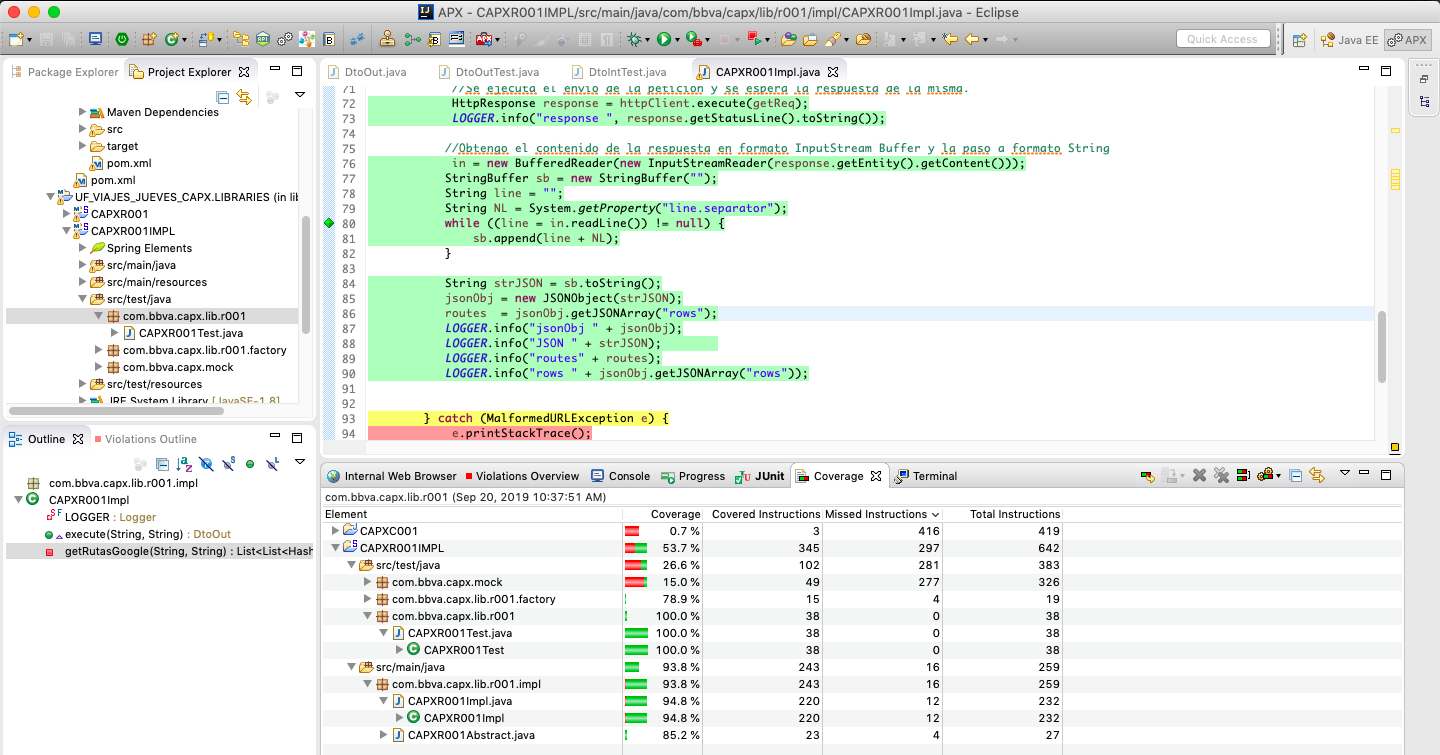 APX - CAPXR001IMPL/src/main/java/com/bbva/capx/lib/r001/impl/CAPXR001Impl.java - Eclipse
Quick Access
Java EE
APX
Package Explorer
Project Explorer
Maven Dependencies
src
target
pom.xml
pom.xml
UF_VIAJES_JUEVES_CAPX.LIBRARIES (in lib
CAPXR001
CAPXR001IMPL
Spring Elements
src/main/java
src/main/resources
src/test/java
com.bbva.capx.lib.r001
CAPXR001Test.java
com.bbva.capx.lib.r001.factory
com.bbva.capx.mock
src/test/resources
JRE System Library [JavaSE-1.8]
Outline
Violations Outline
com.bbva.capx.lib.r001.impl
CAPXR001Impl
LOGGER : Logger
execute(String, String) : DtoOut
getRutasGoogle(String, String) : List<List<Hash
DtoOut.java
DtoOutTest.java
DtoIntTest.java
CAPXR001Impl.java
71 //Se ejecuta el envio de la peticion y se espera la respuesta de la misma.
72 HttpResponse response = httpClient.execute(getReq);
73 LOGGER.info("response ", response.getStatusLine().toString());
74
75 //Obtengo el contenido de la respuesta en formato InputStream Buffer y la paso a formato String
76 in = new BufferedReader(new InputStreamReader(response.getEntity().getContent()));
77 StringBuffer sb = new StringBuffer("");
78 String line = "";
79 String NL = System.getProperty("line.separator");
80 while ((line = in.readLine()) != null) {
81 sb.append(line + NL);
82 }
83
84 String strJSON = sb.toString();
85 jsonObj = new JSONObject(strJSON);
86 routes = jsonObj.getJSONArray("rows");
87 LOGGER.info("jsonObj " + jsonObj);
88 LOGGER.info("JSON " + strJSON);
89 LOGGER.info("routes" + routes);
90 LOGGER.info("rows " + jsonObj.getJSONArray("rows"));
91
92
93 } catch (MalformedURLException e) {
94 e.printStackTrace();
Internal Web Browser
Violations Overview
Console
Progress
JUnit
Coverage
Terminal
com.bbva.capx.lib.r001 (Sep 20, 2019 10:37:51 AM)
Element Coverage Covered Instructions Missed Instructions Total Instructions
CAPXC001 0.7 % 3 416 419
CAPXR001IMPL 53.7 % 345 297 642
src/test/java 26.6 % 102 281 383
com.bbva.capx.mock 15.0 % 49 277 326
com.bbva.capx.lib.r001.factory 78.9 % 15 4 19
com.bbva.capx.lib.r001 100.0 % 38 0 38
CAPXR001Test.java 100.0 % 38 0 38
CAPXR001Test 100.0 % 38 0 38
src/main/java 93.8 % 243 16 259
com.bbva.capx.lib.r001.impl 93.8 % 243 16 259
CAPXR001Impl.java 94.8 % 220 12 232
CAPXR001Impl 94.8 % 220 12 232
CAPXR001Abstract.java 85.2 % 23 4 27